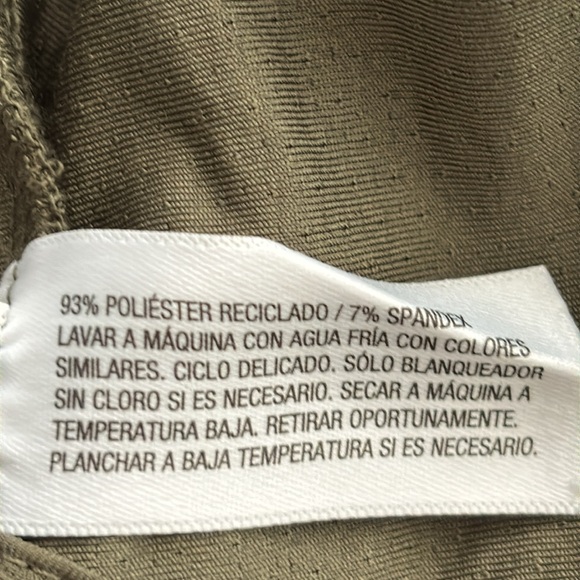 93% POLIÉSTER RECICLADO / 7% SPANDEX
LAVAR A MÁQUINA CON AGUA FRÍA CON COLORES
SIMILARES. CICLO DELICADO. SÓLO BLANQUEADOR
SIN CLORO SI ES NECESARIO. SECAR A MÁQUINA A
TEMPERATURA BAJA. RETIRAR OPORTUNAMENTE.
PLANCHAR A BAJA TEMPERATURA SI ES NECESARIO.